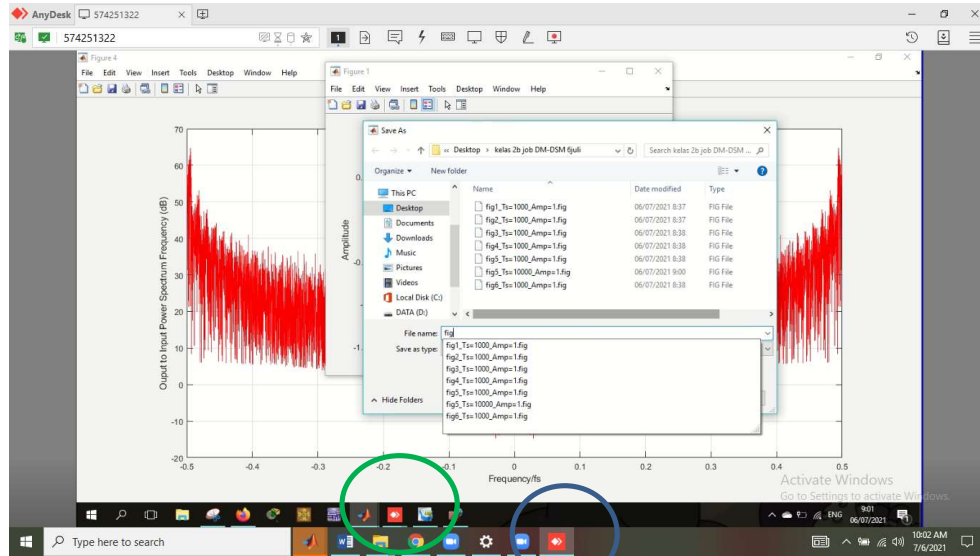 AnyDesk 574251322
574251322
1
Figure 4
File Edit View Insert Tools Desktop Window Help
Figure 1
File Edit View Insert Tools Desktop Window Help
Save As
« Desktop > kelas 2b job DM-DSM 6juli
Search kelas 2b job DM-DSM ...
Organize New folder
This PC
Desktop
Documents
Downloads
Music
Pictures
Videos
Local Disk (C:)
DATA (D:)
Name Date modified Type
fig1_Ts=1000_Amp=1.fig 06/07/2021 8:37 FIG File
fig2_Ts=1000_Amp=1.fig 06/07/2021 8:37 FIG File
fig3_Ts=1000_Amp=1.fig 06/07/2021 8:38 FIG File
fig4_Ts=1000_Amp=1.fig 06/07/2021 8:38 FIG File
fig5_Ts=1000_Amp=1.fig 06/07/2021 8:38 FIG File
fig5_Ts=10000_Amp=1.fig 06/07/2021 9:00 FIG File
fig6_Ts=1000_Amp=1.fig 06/07/2021 8:38 FIG File
File name: fig
Save as type:
fig1_Ts=1000_Amp=1.fig
fig2_Ts=1000_Amp=1.fig
fig3_Ts=1000_Amp=1.fig
fig4_Ts=1000_Amp=1.fig
fig5_Ts=1000_Amp=1.fig
fig5_Ts=10000_Amp=1.fig
fig6_Ts=1000_Amp=1.fig
Hide Folders
Amplitude
0.
-0.
-1.
Ouput to Input Power Spectrum Frequency (dB)
70
60
50
40
30
20
10
0
-10
-20
-0.5 -0.4 -0.3 -0.2 -0.1 0 0.1 0.2 0.3 0.4 0.5
Frequency/fs
Activate Windows
Go to Settings to activate Windows.
ENG 9:01
06/07/2021
Type here to search
10:02 AM
7/6/2021